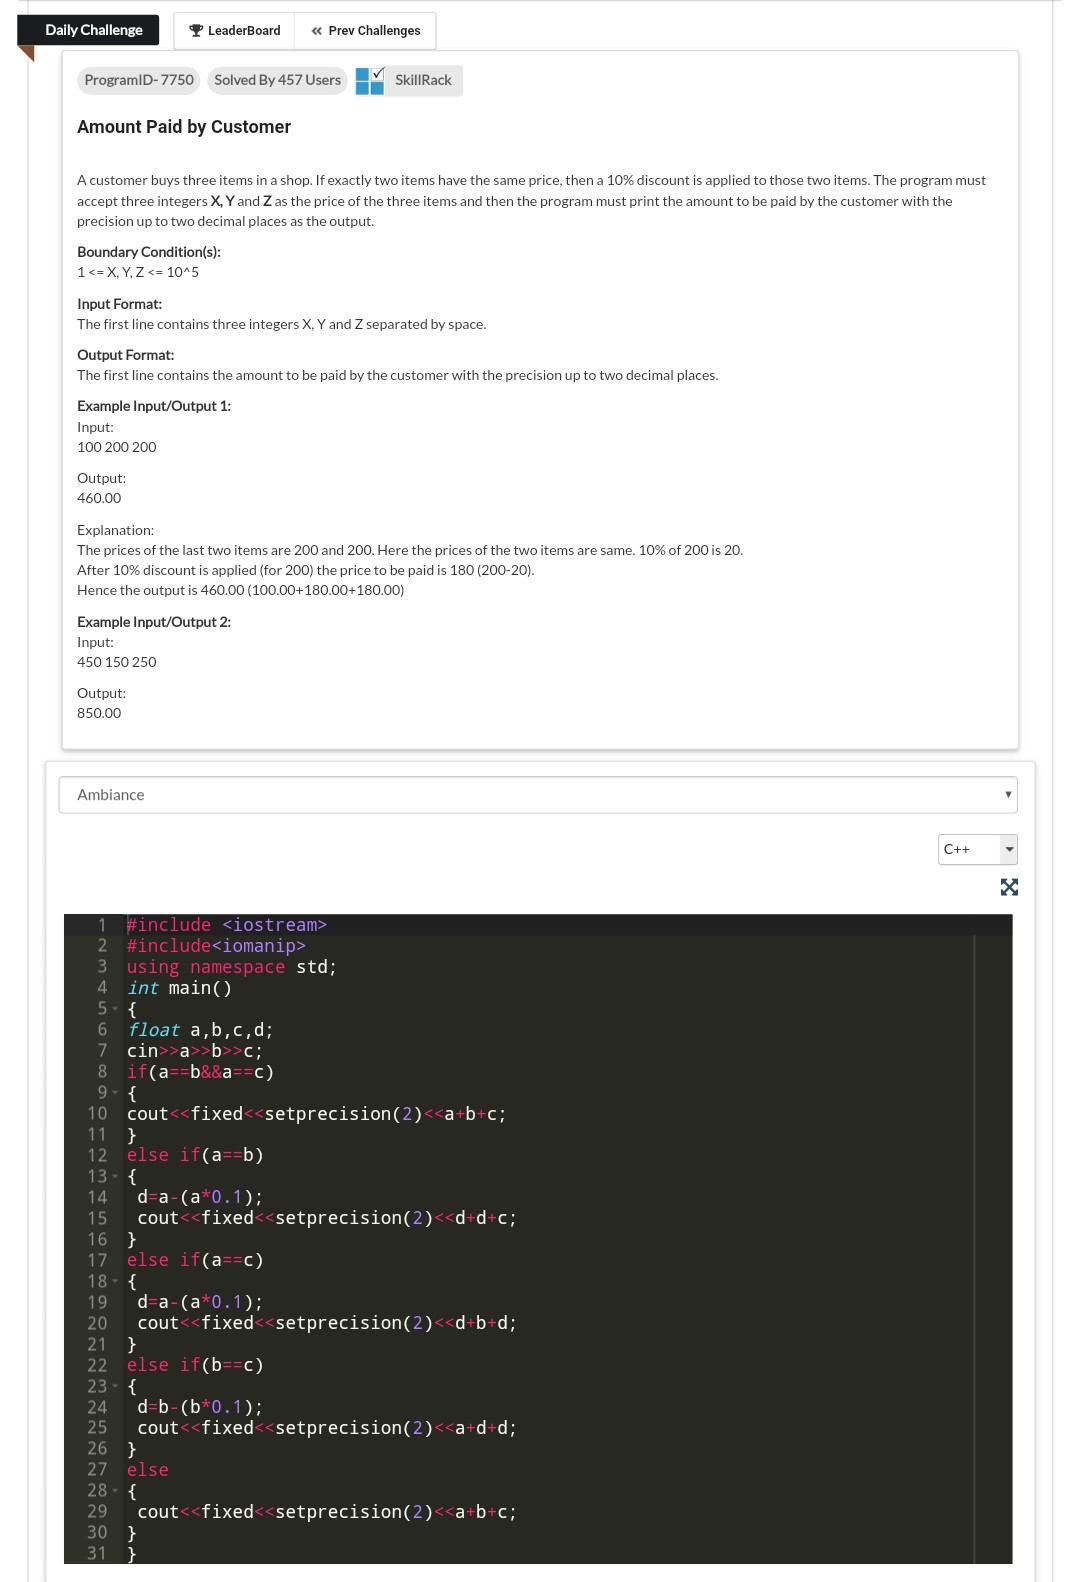 Daily Challenge
LeaderBoard
Prev Challenges
ProgramID- 7750
Solved By 457 Users
SkillRack
Amount Paid by Customer
A customer buys three items in a shop. If exactly two items have the same price, then a 10% discount is applied to those two items. The program must
accept three integers X, Y and Z as the price of the three items and then the program must print the amount to be paid by the customer with the
precision up to two decimal places as the output.
Boundary Condition(s):
1 <= X, Y, Z <= 10^5
Input Format:
The first line contains three integers X, Y and Z separated by space.
Output Format:
The first line contains the amount to be paid by the customer with the precision up to two decimal places.
Example Input/Output 1:
Input:
100 200 200
Output:
460.00
Explanation:
The prices of the last two items are 200 and 200. Here the prices of the two items are same. 10% of 200 is 20.
After 10% discount is applied (for 200) the price to be paid is 180 (200-20).
Hence the output is 460.00 (100.00+180.00+180.00)
Example Input/Output 2:
Input:
450 150 250
Output:
850.00
Ambiance
C++
1 #include <iostream>
2 #include<iomanip>
3 using namespace std;
4 int main()
5 {
6 float a,b,c,d;
7 cin>>a>>b>>c;
8 if(a==b&&a==c)
9 {
10 cout<<fixed<<setprecision(2)<<a+b+c;
11 }
12 else if(a==b)
13 {
14  d=a-(a*0.1);
15  cout<<fixed<<setprecision(2)<<d+d+c;
16 }
17 else if(a==c)
18 {
19  d=a-(a*0.1);
20  cout<<fixed<<setprecision(2)<<d+b+d;
21 }
22 else if(b==c)
23 {
24  d=b-(b*0.1);
25  cout<<fixed<<setprecision(2)<<a+d+d;
26 }
27 else
28 {
29  cout<<fixed<<setprecision(2)<<a+b+c;
30 }
31 }